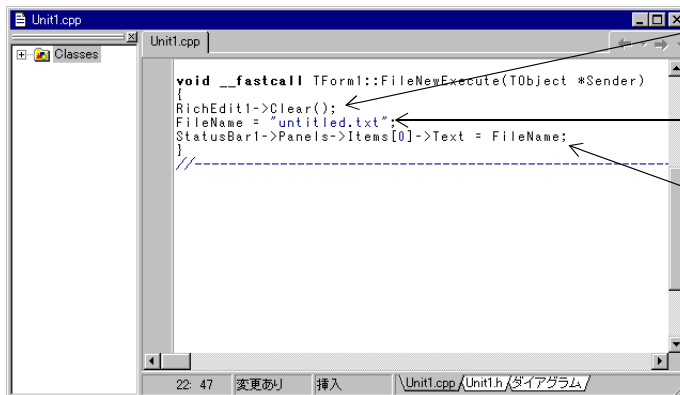 Unit1.cpp
Classes
Unit1.cpp
void __fastcall TForm1::FileNewExecute(TObject *Sender)
{
RichEdit1->Clear();
FileName = "untitled.txt";
StatusBar1->Panels->Items[0]->Text = FileName;
}
//------------------------------------------------------------
22: 47 変更あり 挿入 Unit1.cpp Unit1.h ダイアグラム